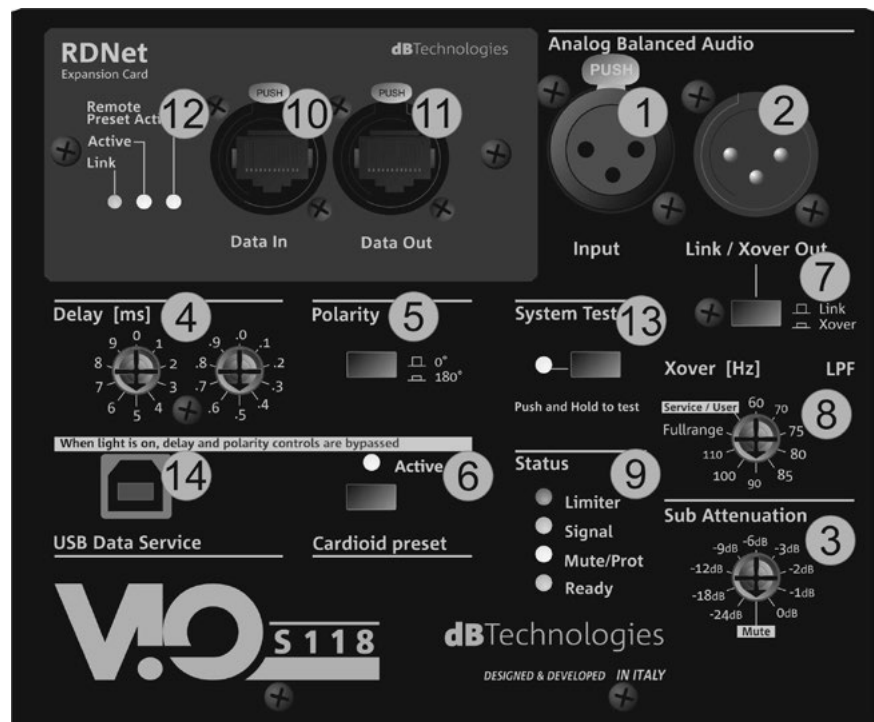 RDNet
Expansion Card
dBTechnologies
Analog Balanced Audio
PUSH
PUSH
PUSH
Remote
Preset Acti
12
10
11
1
2
Active
Link
Data In
Data Out
Input
Link / Xover Out
7
Link
Xover
Delay [ms]
4
9 0 1 2 3 4 5 6 7 8
.9 .0 .1 .2 .3 .4 .5 .6 .7 .8
Polarity
5
0°
180°
System Test
13
Push and Hold to test
Xover [Hz]
LPF
8
Service / User
60
70
75
80
85
90
100
110
Fullrange
When light is on, delay and polarity controls are bypassed
14
USB Data Service
Active
6
Cardioid preset
Status
9
Limiter
Signal
Mute/Prot
Ready
Sub Attenuation
3
-9dB
-6dB
-3dB
-12dB
-2dB
-18dB
-1dB
-24dB
0dB
Mute
VIO
S 118
dBTechnologies
DESIGNED & DEVELOPED IN ITALY